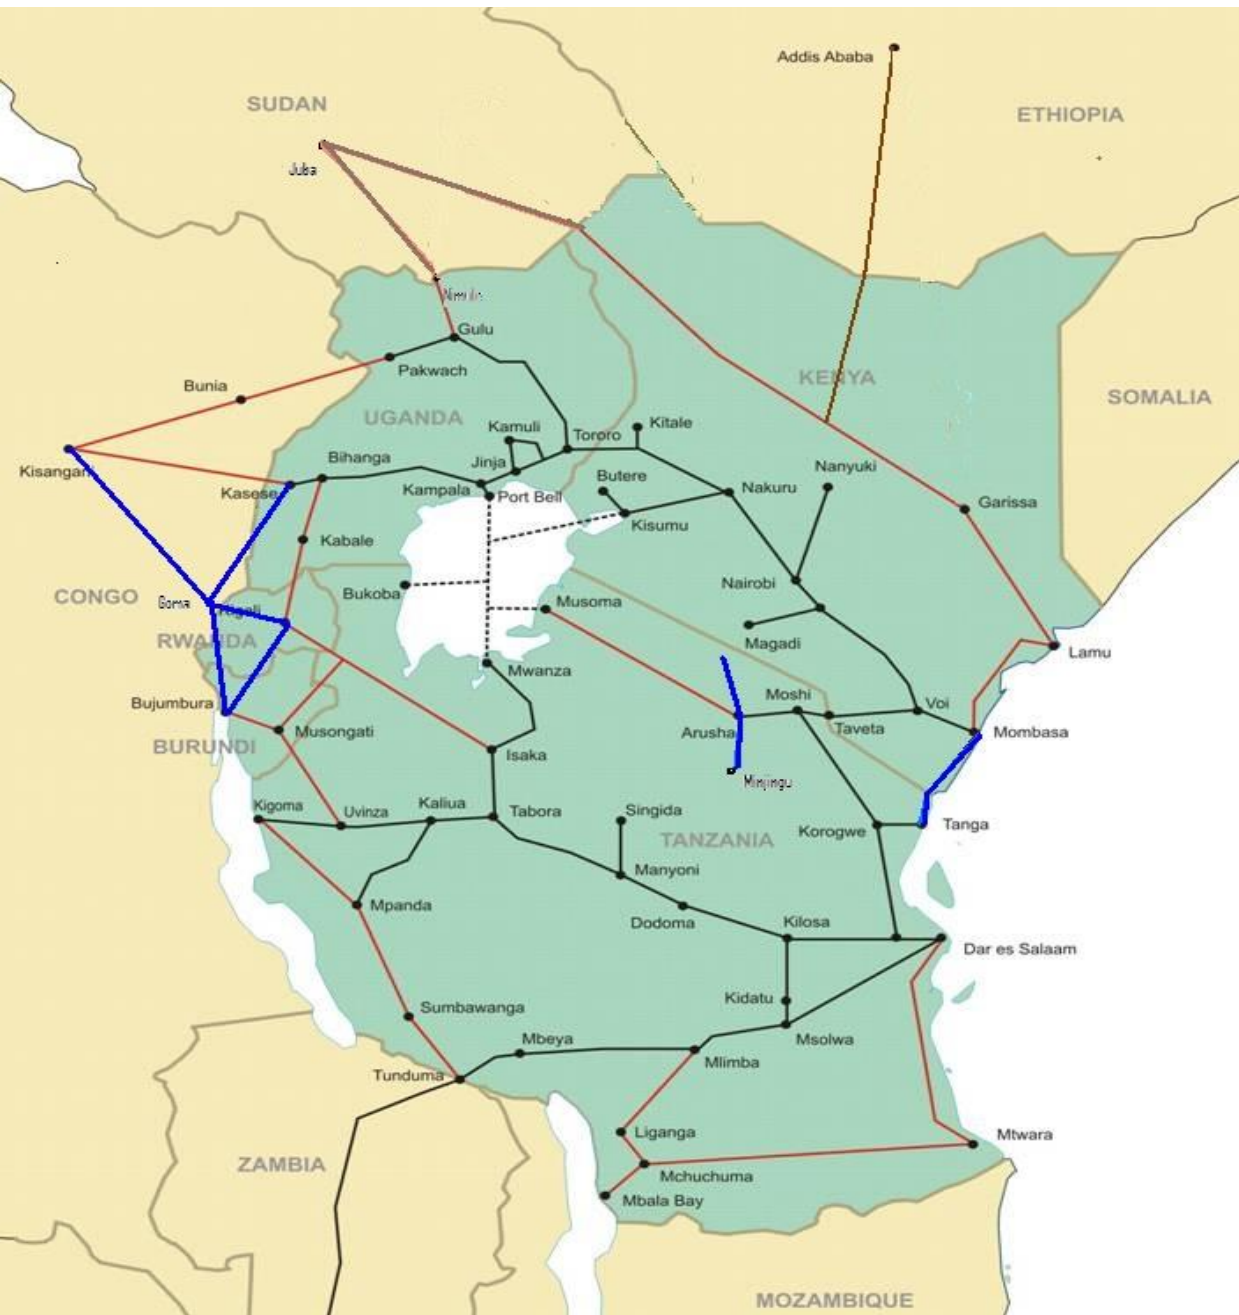 Addis Ababa
SUDAN
ETHIOPIA
Juba
Nimule
Gulu
Pakwach
KENYA
Bunia
SOMALIA
UGANDA
Kamuli
Kitale
Tororo
Bihanga
Jinja
Nanyuki
Kisangani
Butere
Kasese
Kampala
Port Bell
Nakuru
Garissa
Kisumu
Kabale
Nairobi
CONGO
Bukoba
Musoma
Goma
Kigali
RWANDA
Magadi
Lamu
Mwanza
Moshi
Bujumbura
Voi
Musongati
Arusha
Taveta
Mombasa
BURUNDI
Isaka
Minjingu
Kigoma
Uvinza
Kaliua
Tabora
Singida
Korogwe
Tanga
TANZANIA
Manyoni
Mpanda
Dodoma
Kilosa
Dar es Salaam
Kidatu
Sumbawanga
Mbeya
Msolwa
Tunduma
Mlimba
Liganga
Mtwara
ZAMBIA
Mchuchuma
Mbala Bay
MOZAMBIQUE